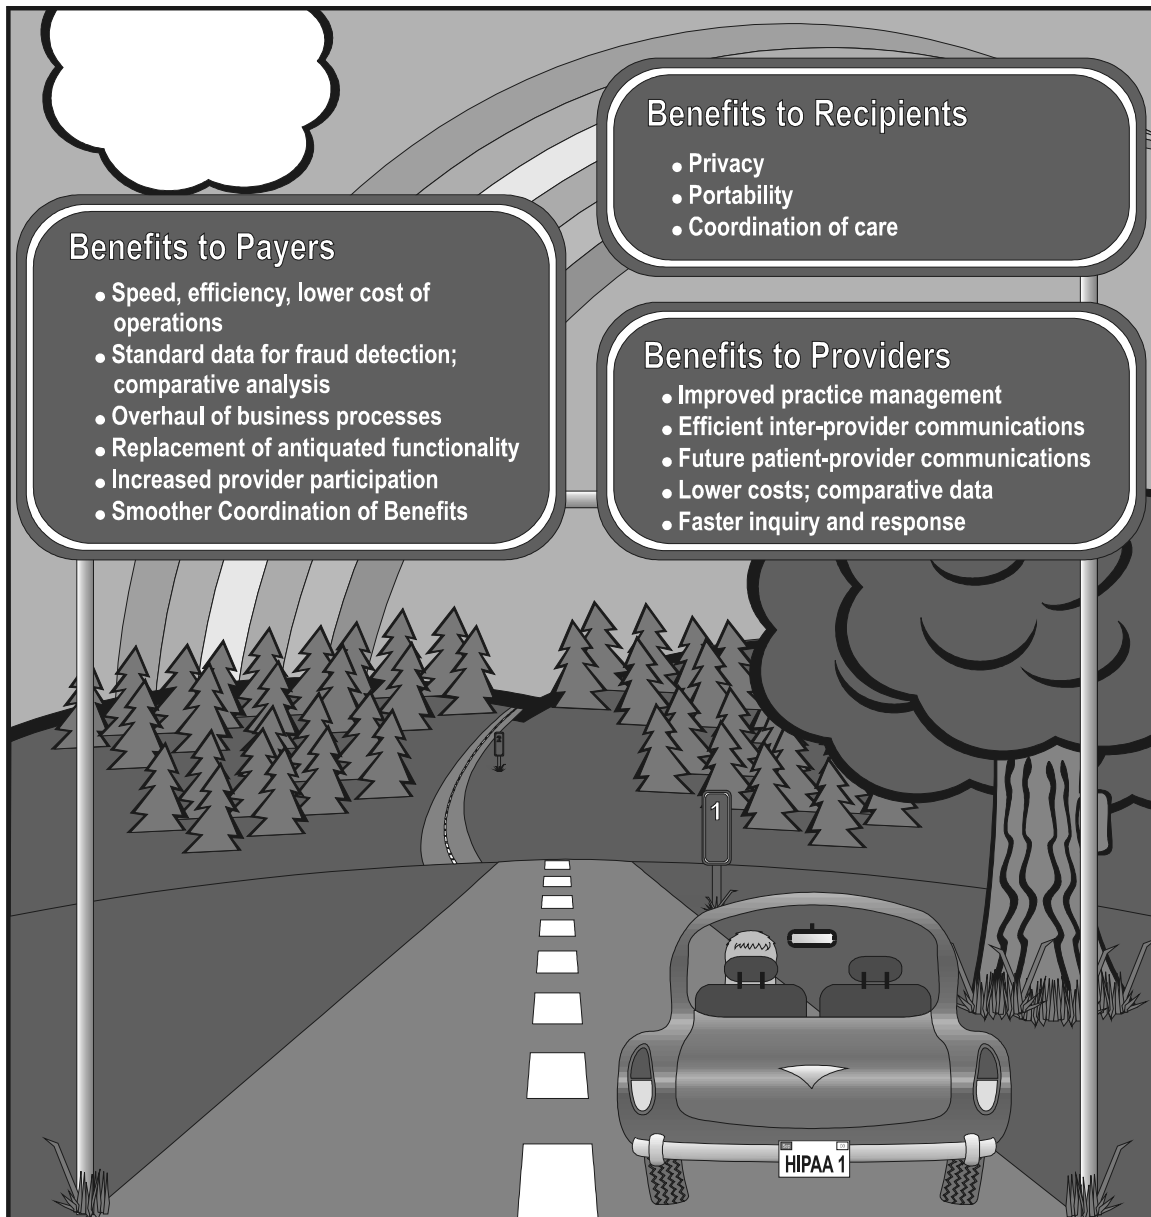 Benefits to Recipients
• Privacy
• Portability
• Coordination of care
Benefits to Payers
• Speed, efficiency, lower cost of
operations
• Standard data for fraud detection;
comparative analysis
• Overhaul of business processes
• Replacement of antiquated functionality
• Increased provider participation
• Smoother Coordination of Benefits
Benefits to Providers
• Improved practice management
• Efficient inter-provider communications
• Future patient-provider communications
• Lower costs; comparative data
• Faster inquiry and response
2
1
HIPAA 1